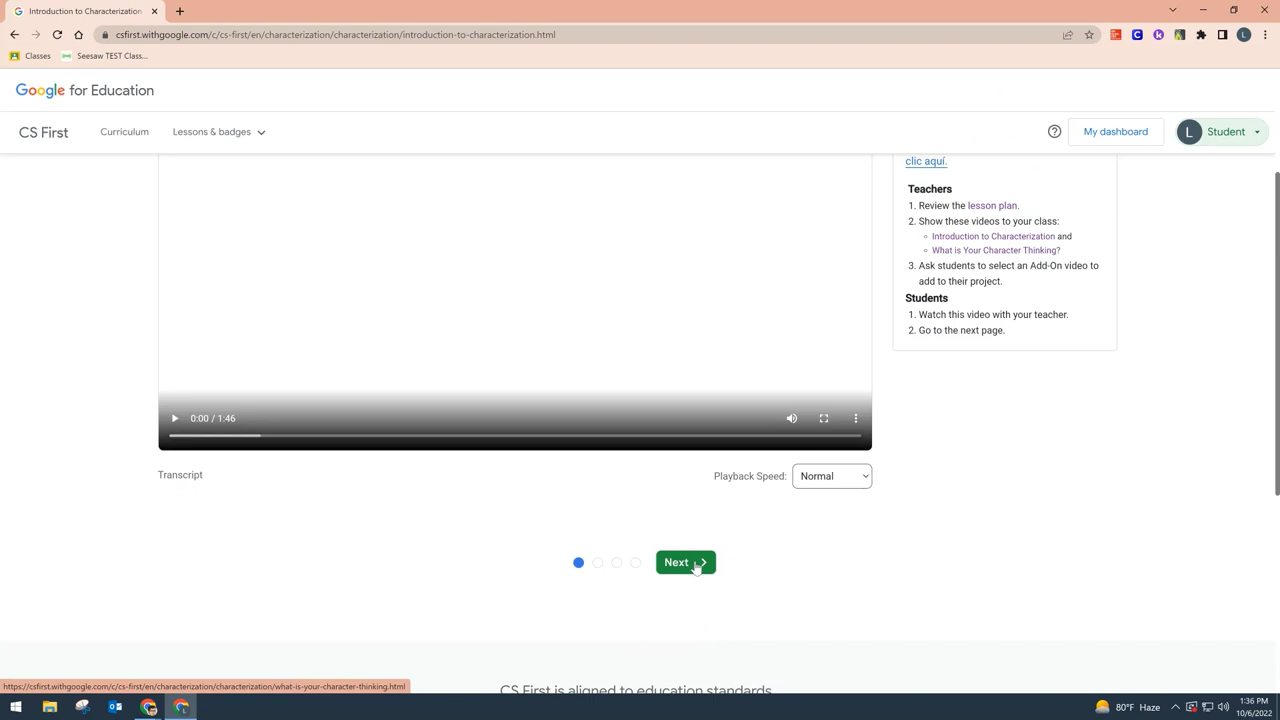 Introduction to Characterization
csfirst.withgoogle.com/c/cs-first/en/characterization/characterization/introduction-to-characterization.html
Classes
Seesaw TEST Clas...
L
Google for Education
CS First
Curriculum
Lessons & badges
My dashboard
L
Student
clic aquí.
Teachers
1. Review the lesson plan.
2. Show these videos to your class:
Introduction to Characterization and
What is Your Character Thinking?
3. Ask students to select an Add-On video to
add to their project.
Students
1. Watch this video with your teacher.
2. Go to the next page.
0:00 / 1:46
Transcript
Playback Speed:
Normal
Next
CS First is aligned to education standards
https://csfirst.withgoogle.com/c/cs-first/en/characterization/characterization/what-is-your-character-thinking.html
80°F Haze
1:36 PM
10/6/2022